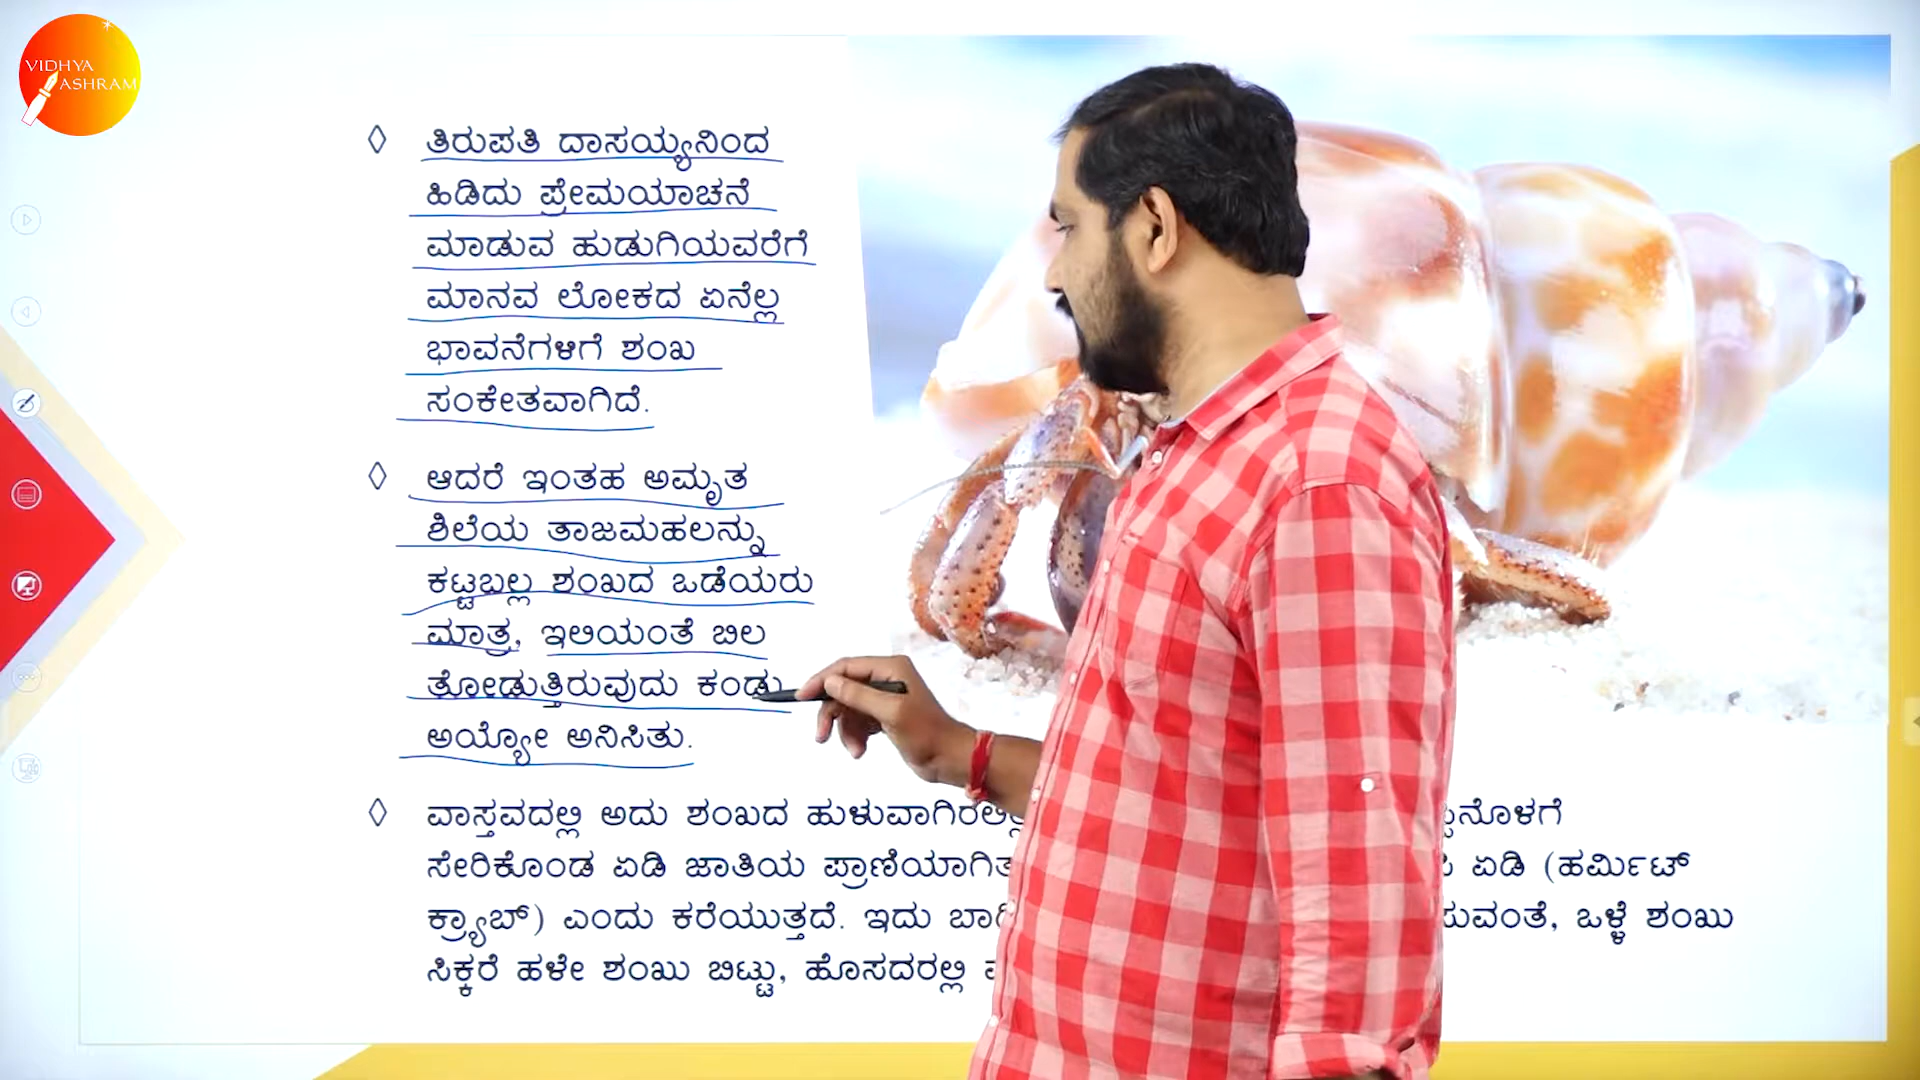 VIDHYA
ASHRAM
ತಿರುಪತಿ ದಾಸಯ್ಯನಿಂದ
ಹಿಡಿದು ಪ್ರೇಮಯಾಚನೆ
ಮಾಡುವ ಹುಡುಗಿಯವರೆಗೆ
ಮಾನವ ಲೋಕದ ಏನೆಲ್ಲ
ಭಾವನೆಗಳಿಗೆ ಶಂಖ
ಸಂಕೇತವಾಗಿದೆ.
ಆದರೆ ಇಂತಹ ಅಮೃತ
ಶಿಲೆಯ ತಾಜಮಹಲನ್ನು
ಕಟ್ಟಬಲ್ಲ ಶಂಖದ ಒಡೆಯರು
ಮಾತ್ರ, ಇಲಿಯಂತೆ ಬಿಲ
ತೋಡುತ್ತಿರುವುದು ಕಂಡು
ಅಯ್ಯೋ ಅನಿಸಿತು.
ವಾಸ್ತವದಲ್ಲಿ ಅದು ಶಂಖದ
ಸೇರಿಕೊಂಡ ಏಡಿ ಜಾತಿಯ ಏಡಿ (ಹರ್ಮಿಟ್
ಕ್ರ್ಯಾಬ್) ಎಂದು ಕರೆಯುತ್ತದೆ. ಇದು ಒಳ್ಳೆ ಶಂಖು
ಸಿಕ್ಕರೆ ಹಳೇ ಶಂಖು ಬಿಟ್ಟು, ಹೊಸದರಲ್ಲಿ